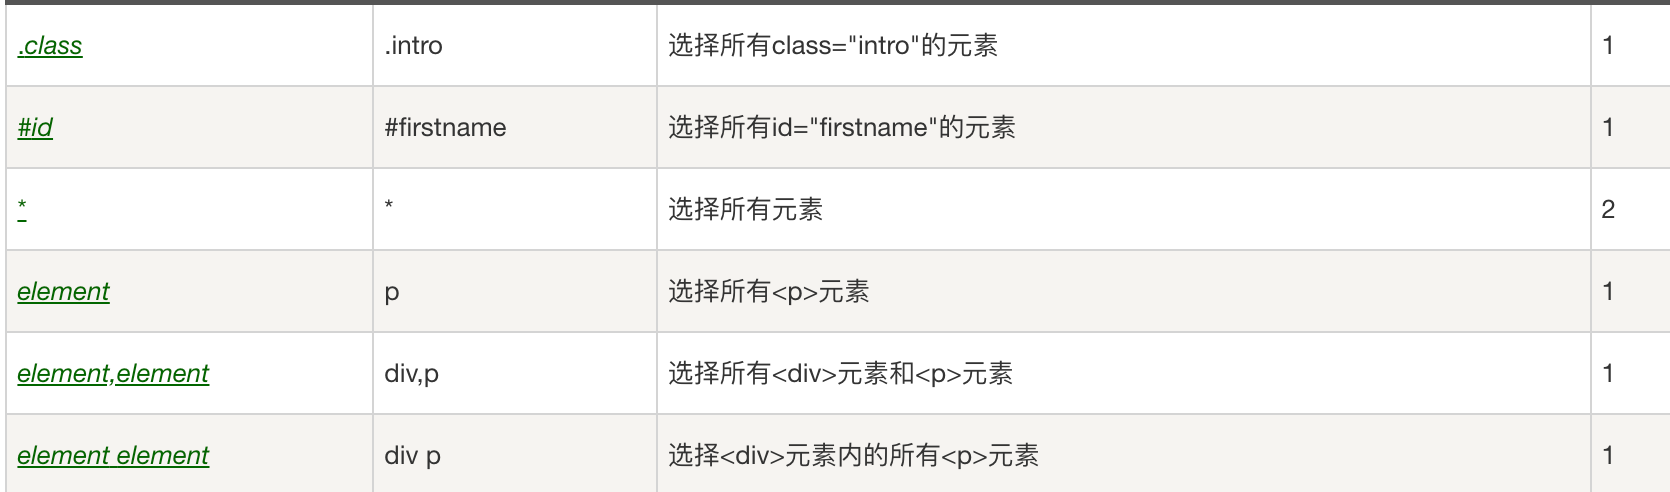 .class .intro 选择所有class="intro"的元素 1
#id #firstname 选择所有id="firstname"的元素 1
* * 选择所有元素 2
element p 选择所有<p>元素 1
element,element div,p 选择所有<div>元素和<p>元素 1
element element div p 选择<div>元素内的所有<p>元素 1